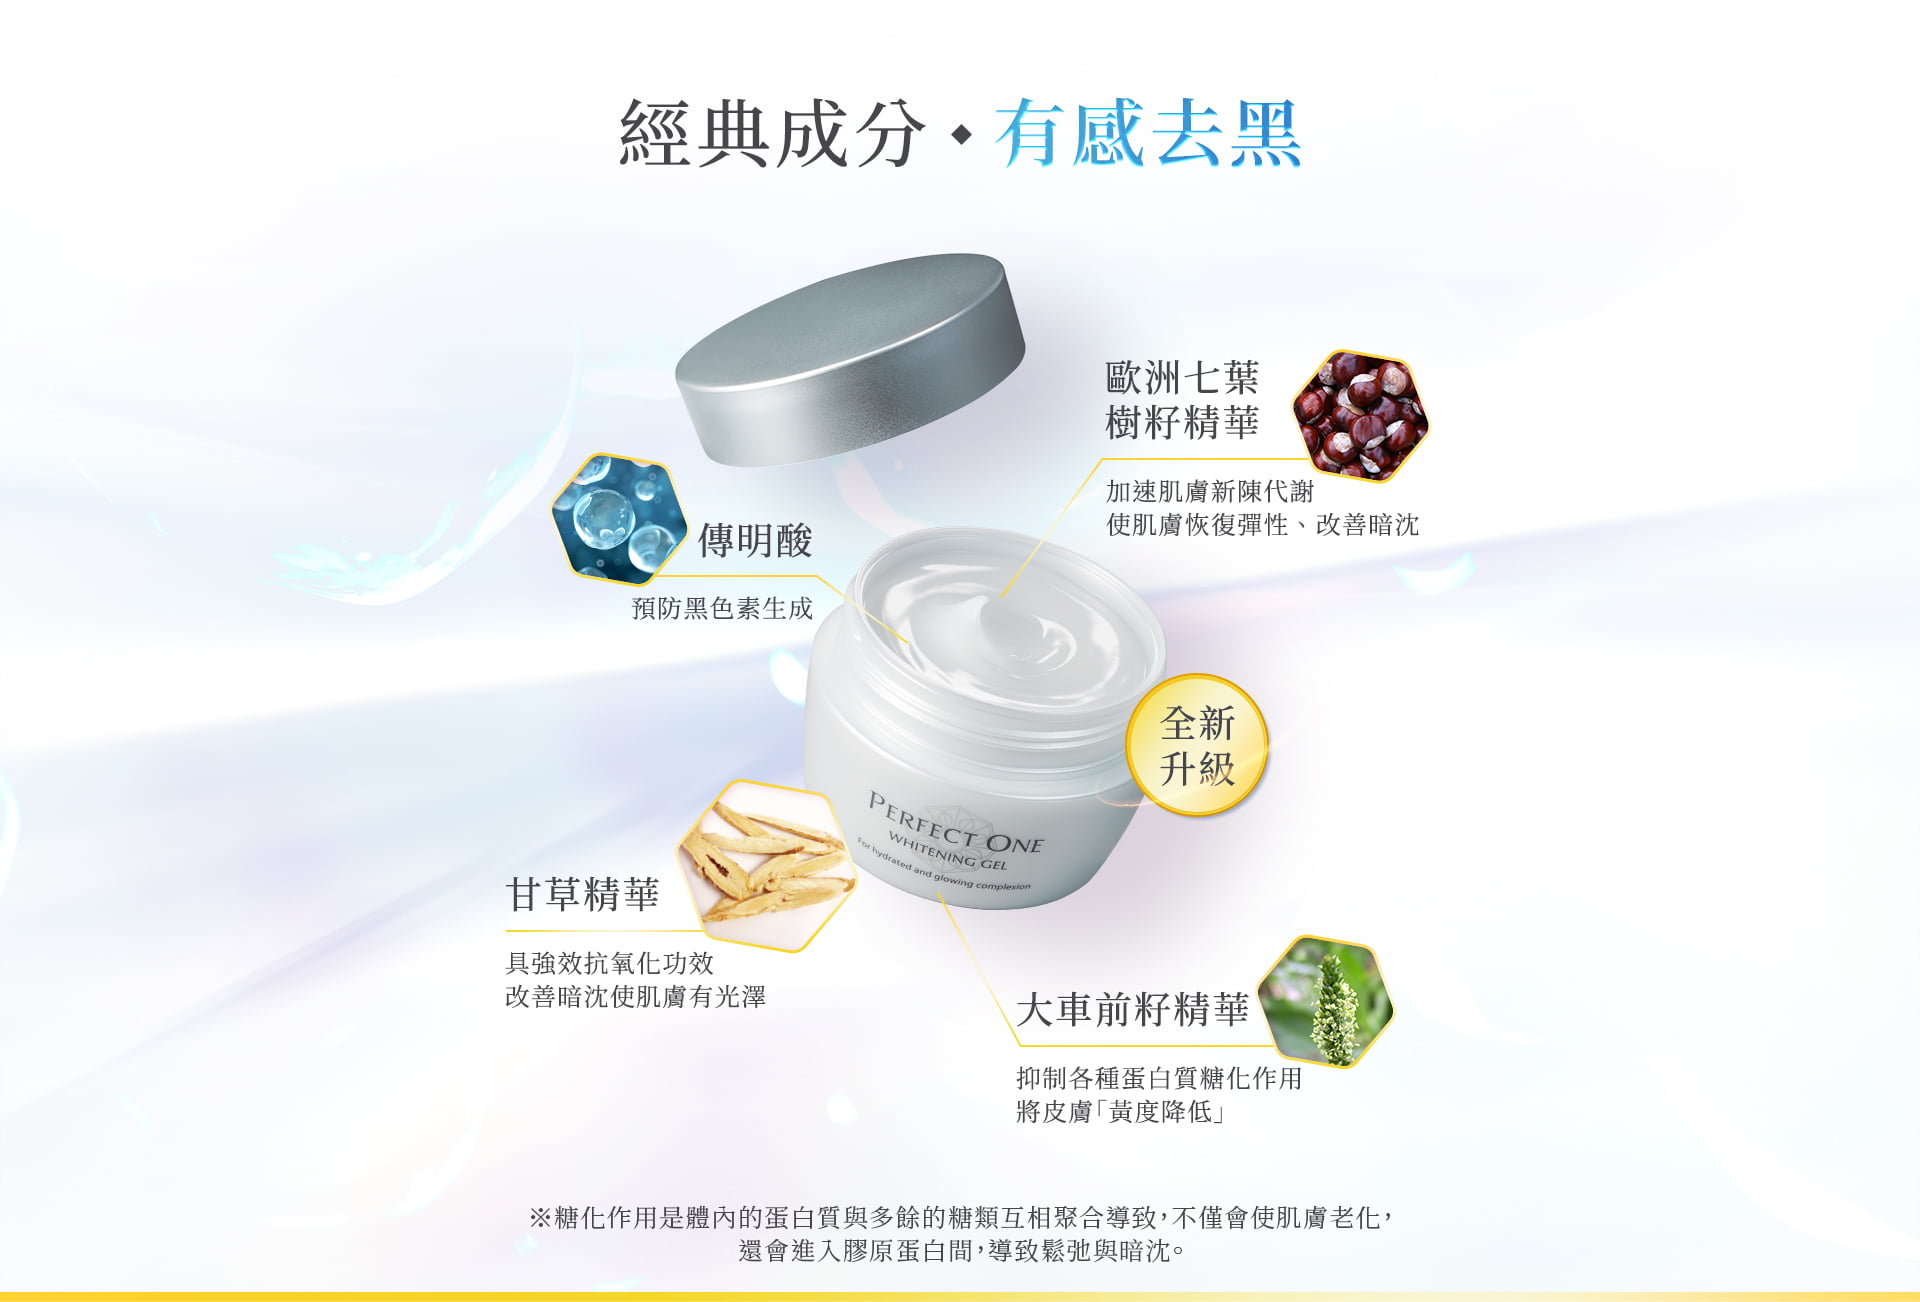 經典成分◆有感去黑
歐洲七葉
樹籽精華
加速肌膚新陳代謝
使肌膚恢復彈性、改善暗沈
傳明酸
預防黑色素生成
全新
升級
PERFECT ONE
WHITENING GEL
For hydrated and glowing complexion
甘草精華
具強效抗氧化功效
改善暗沈使肌膚有光澤
大車前籽精華
抑制各種蛋白質糖化作用
將皮膚「黃度降低」
※糖化作用是體內的蛋白質與多餘的糖類互相聚合導致，不僅會使肌膚老化，
還會進入膠原蛋白間，導致鬆弛與暗沈。